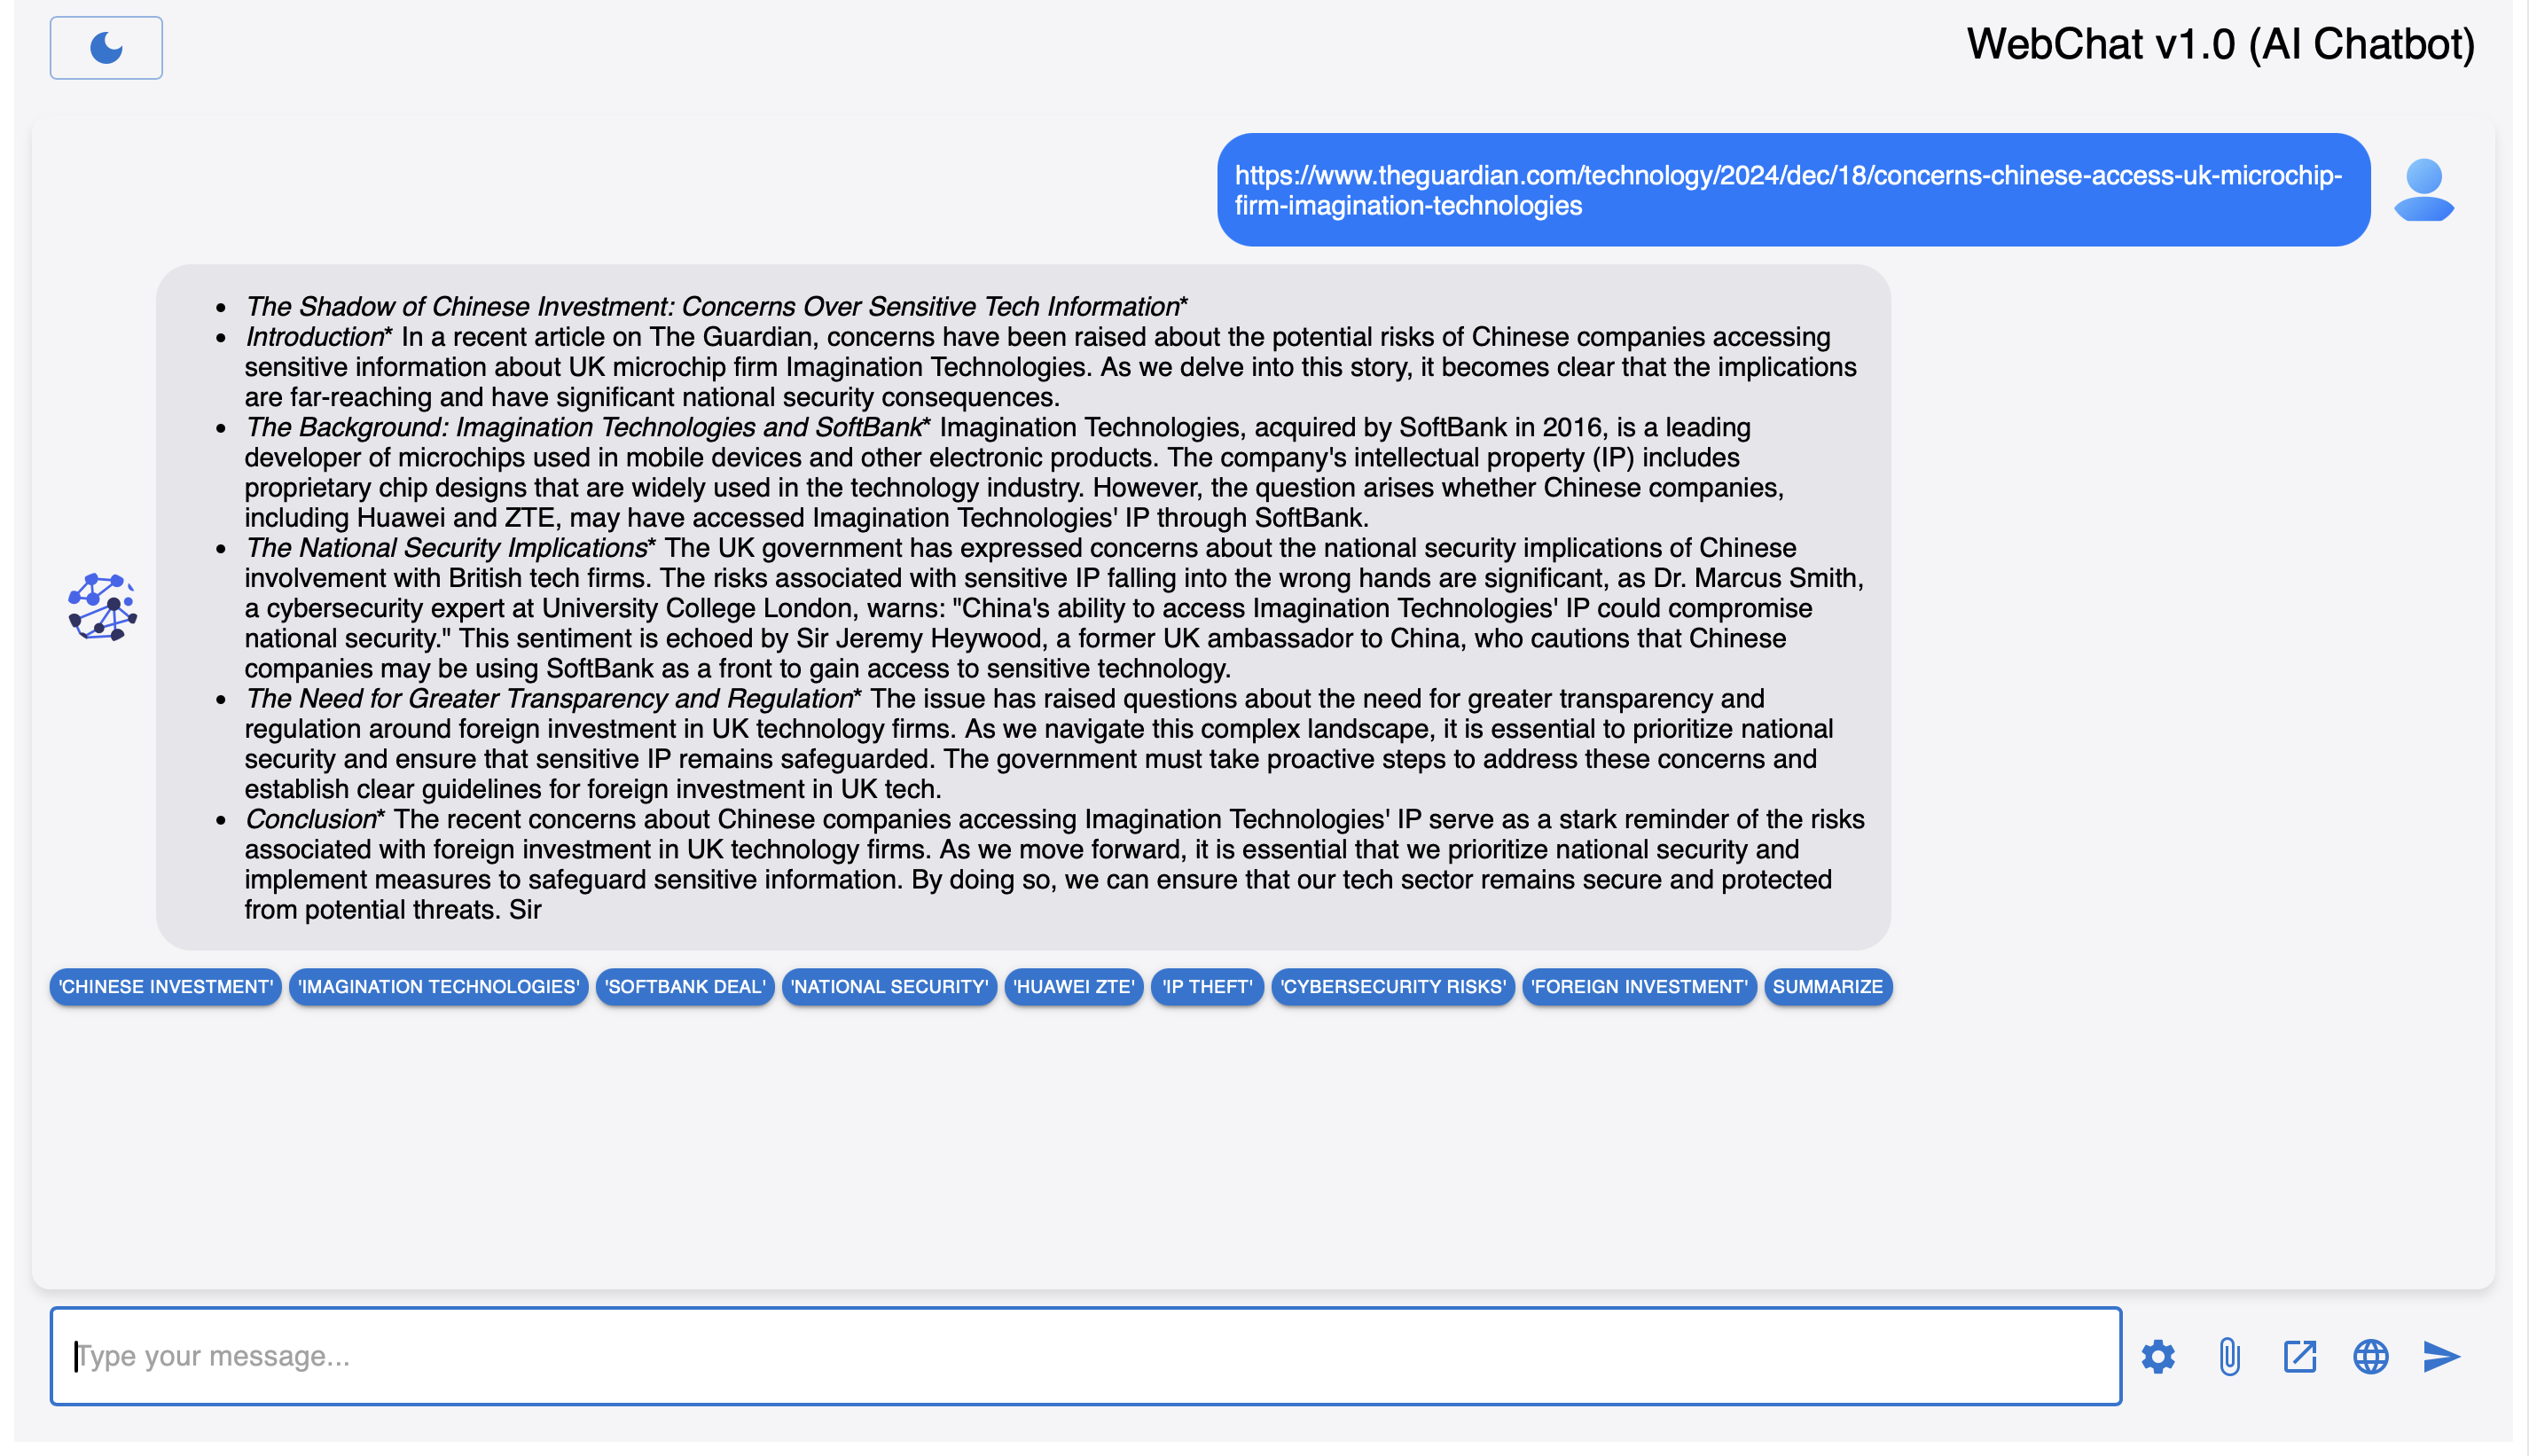 WebChat v1.0 (AI Chatbot)
https://www.theguardian.com/technology/2024/dec/18/concerns-chinese-access-uk-microchip-
firm-imagination-technologies
• The Shadow of Chinese Investment: Concerns Over Sensitive Tech Information*
• Introduction* In a recent article on The Guardian, concerns have been raised about the potential risks of Chinese companies accessing
sensitive information about UK microchip firm Imagination Technologies. As we delve into this story, it becomes clear that the implications
are far-reaching and have significant national security consequences.
• The Background: Imagination Technologies and SoftBank* Imagination Technologies, acquired by SoftBank in 2016, is a leading
developer of microchips used in mobile devices and other electronic products. The company's intellectual property (IP) includes
proprietary chip designs that are widely used in the technology industry. However, the question arises whether Chinese companies,
including Huawei and ZTE, may have accessed Imagination Technologies' IP through SoftBank.
• The National Security Implications* The UK government has expressed concerns about the national security implications of Chinese
involvement with British tech firms. The risks associated with sensitive IP falling into the wrong hands are significant, as Dr. Marcus Smith,
a cybersecurity expert at University College London, warns: "China's ability to access Imagination Technologies' IP could compromise
national security." This sentiment is echoed by Sir Jeremy Heywood, a former UK ambassador to China, who cautions that Chinese
companies may be using SoftBank as a front to gain access to sensitive technology.
• The Need for Greater Transparency and Regulation* The issue has raised questions about the need for greater transparency and
regulation around foreign investment in UK technology firms. As we navigate this complex landscape, it is essential to prioritize national
security and ensure that sensitive IP remains safeguarded. The government must take proactive steps to address these concerns and
establish clear guidelines for foreign investment in UK tech.
• Conclusion* The recent concerns about Chinese companies accessing Imagination Technologies' IP serve as a stark reminder of the risks
associated with foreign investment in UK technology firms. As we move forward, it is essential that we prioritize national security and
implement measures to safeguard sensitive information. By doing so, we can ensure that our tech sector remains secure and protected
from potential threats. Sir
'CHINESE INVESTMENT' 'IMAGINATION TECHNOLOGIES' 'SOFTBANK DEAL' 'NATIONAL SECURITY' 'HUAWEI ZTE' 'IP THEFT' 'CYBERSECURITY RISKS' 'FOREIGN INVESTMENT' SUMMARIZE
Type your message...